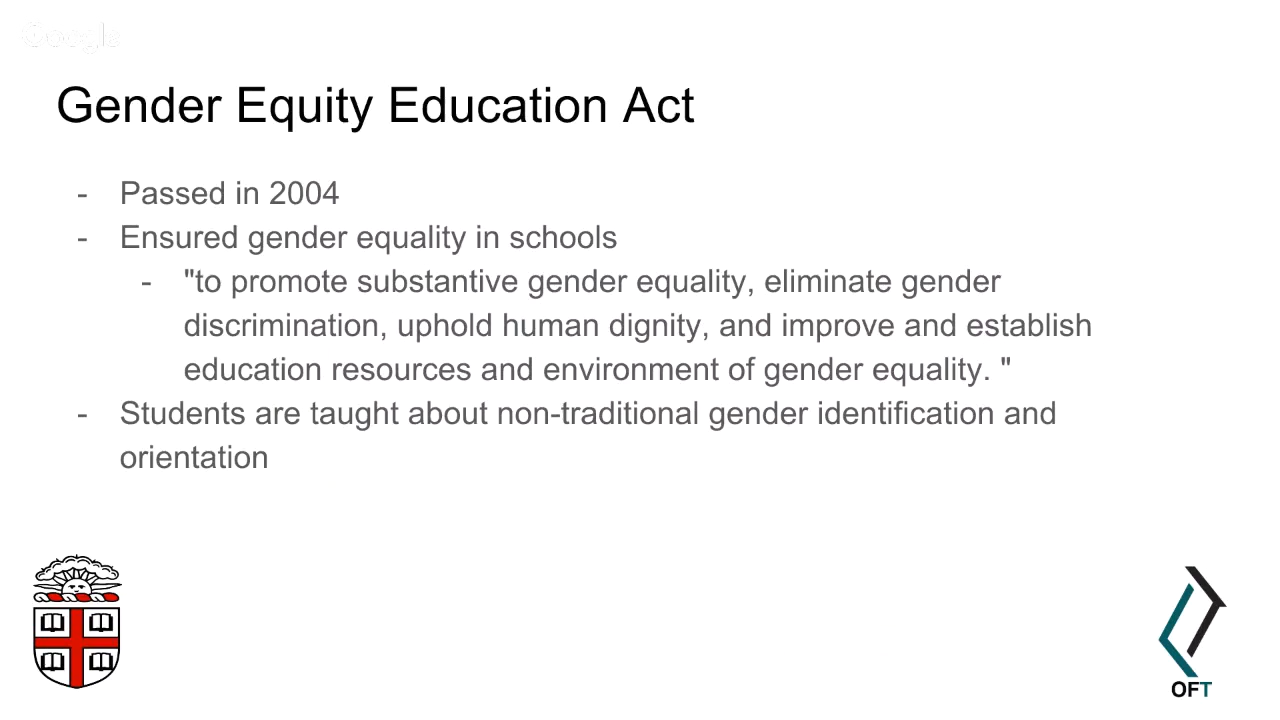 Google
Gender Equity Education Act
- Passed in 2004
- Ensured gender equality in schools
- "to promote substantive gender equality, eliminate gender
discrimination, uphold human dignity, and improve and establish
education resources and environment of gender equality. "
- Students are taught about non-traditional gender identification and
orientation
OFT